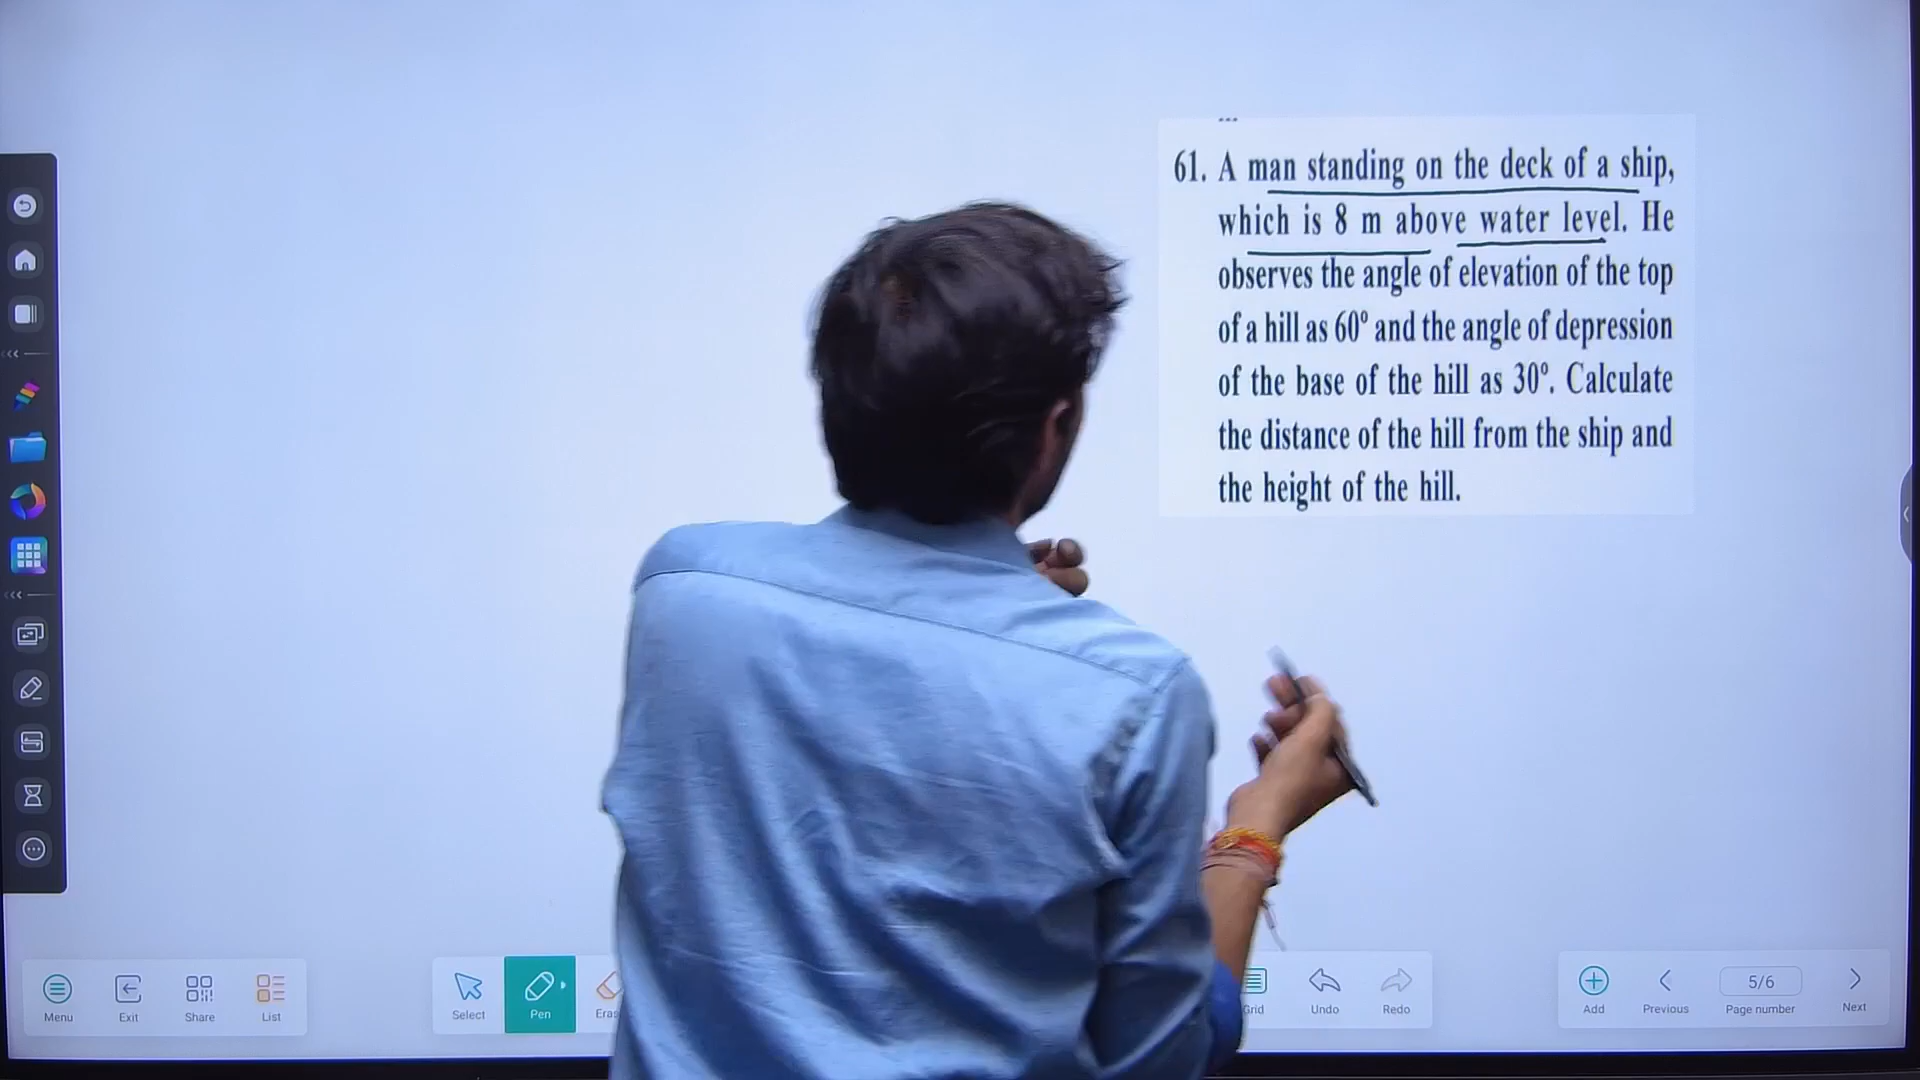 61. A man standing on the deck of a ship,
which is 8 m above water level. He
observes the angle of elevation of the top
of a hill as 60º and the angle of depression
of the base of the hill as 30º. Calculate
the distance of the hill from the ship and
the height of the hill.
Menu Exit Share List Select Pen Eras Grid Undo Redo Add Previous 5/6 Page number Next